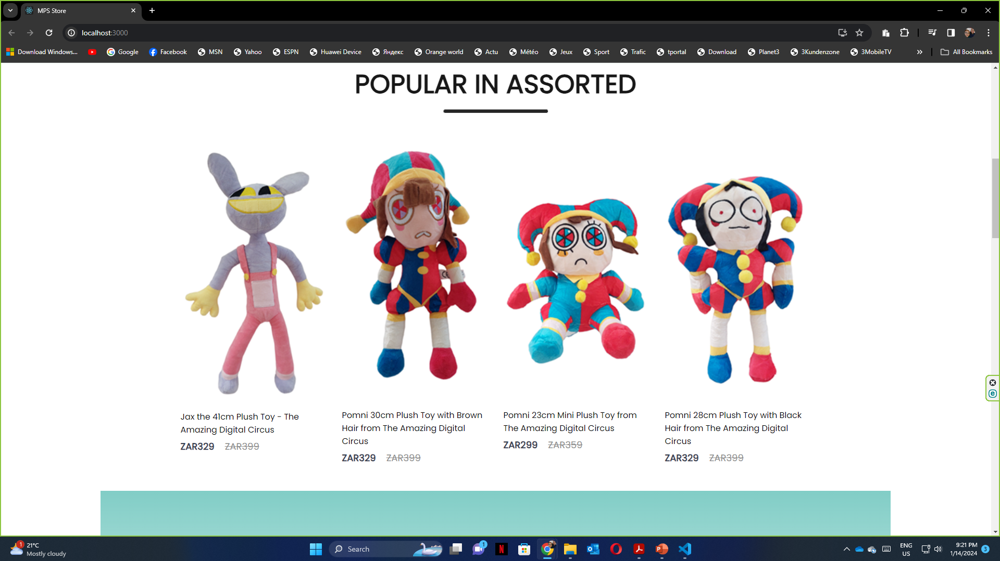 MPS Store
localhost:3000
Download Windows...
Google
Facebook
MSN
Yahoo
ESPN
Huawei Device
Яндекс
Orange world
Actu
Météo
Jeux
Sport
Trafic
tportal
Download
Planet3
3Kundenzone
3MobileTV
All Bookmarks
POPULAR IN ASSORTED
Jax the 41cm Plush Toy - The
Amazing Digital Circus
ZAR329 ZAR399
Pomni 30cm Plush Toy with Brown
Hair from The Amazing Digital
Circus
ZAR329 ZAR399
Pomni 23cm Mini Plush Toy from
The Amazing Digital Circus
ZAR299 ZAR359
Pomni 28cm Plush Toy with Black
Hair from The Amazing Digital
Circus
ZAR329 ZAR399
1
21°C
Mostly cloudy
Search
1
ENG
US
9:21 PM
1/14/2024
3